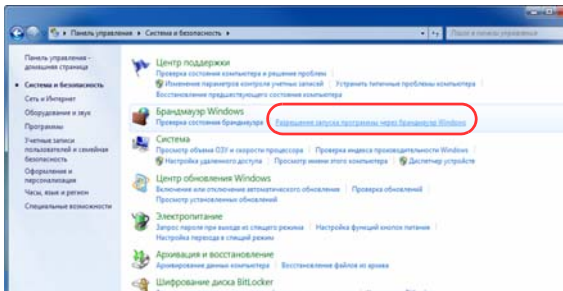 Панель управления ▸ Система и безопасность ▸
Поиск в панели управления
Панель управления - домашняя страница
Система и безопасность
Сеть и Интернет
Оборудование и звук
Программы
Учетные записи пользователей и семейная безопасность
Оформление и персонализация
Часы, язык и регион
Специальные возможности
Центр поддержки
Проверка состояния компьютера и решение проблем
Изменение параметров контроля учетных записей Устранить типичные проблемы компьютера
Восстановление предшествующего состояния компьютера
Брандмауэр Windows
Проверка состояния брандмауэра Разрешение запуска программы через брандмауэр Windows
Система
Просмотр объема ОЗУ и скорости процессора Проверка индекса производительности Windows
Настройка удаленного доступа Просмотр имени этого компьютера Диспетчер устройств
Центр обновления Windows
Включение или отключение автоматического обновления Проверка обновлений
Просмотр установленных обновлений
Электропитание
Запрос пароля при выходе из спящего режима Настройка функций кнопок питания
Настройка перехода в спящий режим
Архивация и восстановление
Архивирование данных компьютера Восстановление файлов из архива
Шифрование диска BitLocker